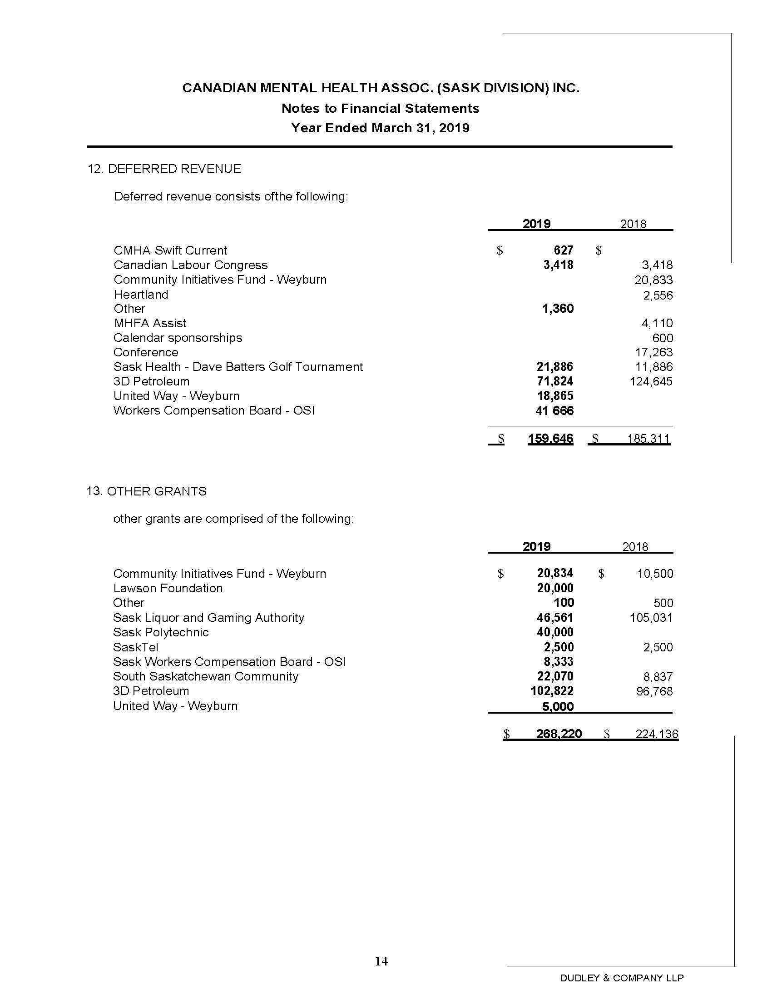 CANADIAN MENTAL HEALTH ASSOC. (SASK DIVISION) INC.
Notes to Financial Statements
Year Ended March 31, 2019
12. DEFERRED REVENUE
Deferred revenue consists ofthe following:
2019 2018
CMHA Swift Current $ 627 $
Canadian Labour Congress 3,418 3,418
Community Initiatives Fund - Weyburn 20,833
Heartland 2,556
Other 1,360
MHFA Assist 4,110
Calendar sponsorships 600
Conference 17,263
Sask Health - Dave Batters Golf Tournament 21,886 11,886
3D Petroleum 71,824 124,645
United Way - Weyburn 18,865
Workers Compensation Board - OSI 41 666
$ 159,646 $ 185,311
13. OTHER GRANTS
other grants are comprised of the following:
2019 2018
Community Initiatives Fund - Weyburn $ 20,834 $ 10,500
Lawson Foundation 20,000
Other 100 500
Sask Liquor and Gaming Authority 46,561 105,031
Sask Polytechnic 40,000
SaskTel 2,500 2,500
Sask Workers Compensation Board - OSI 8,333
South Saskatchewan Community 22,070 8,837
3D Petroleum 102,822 96,768
United Way - Weyburn 5,000
$ 268,220 $ 224,136
14
DUDLEY & COMPANY LLP